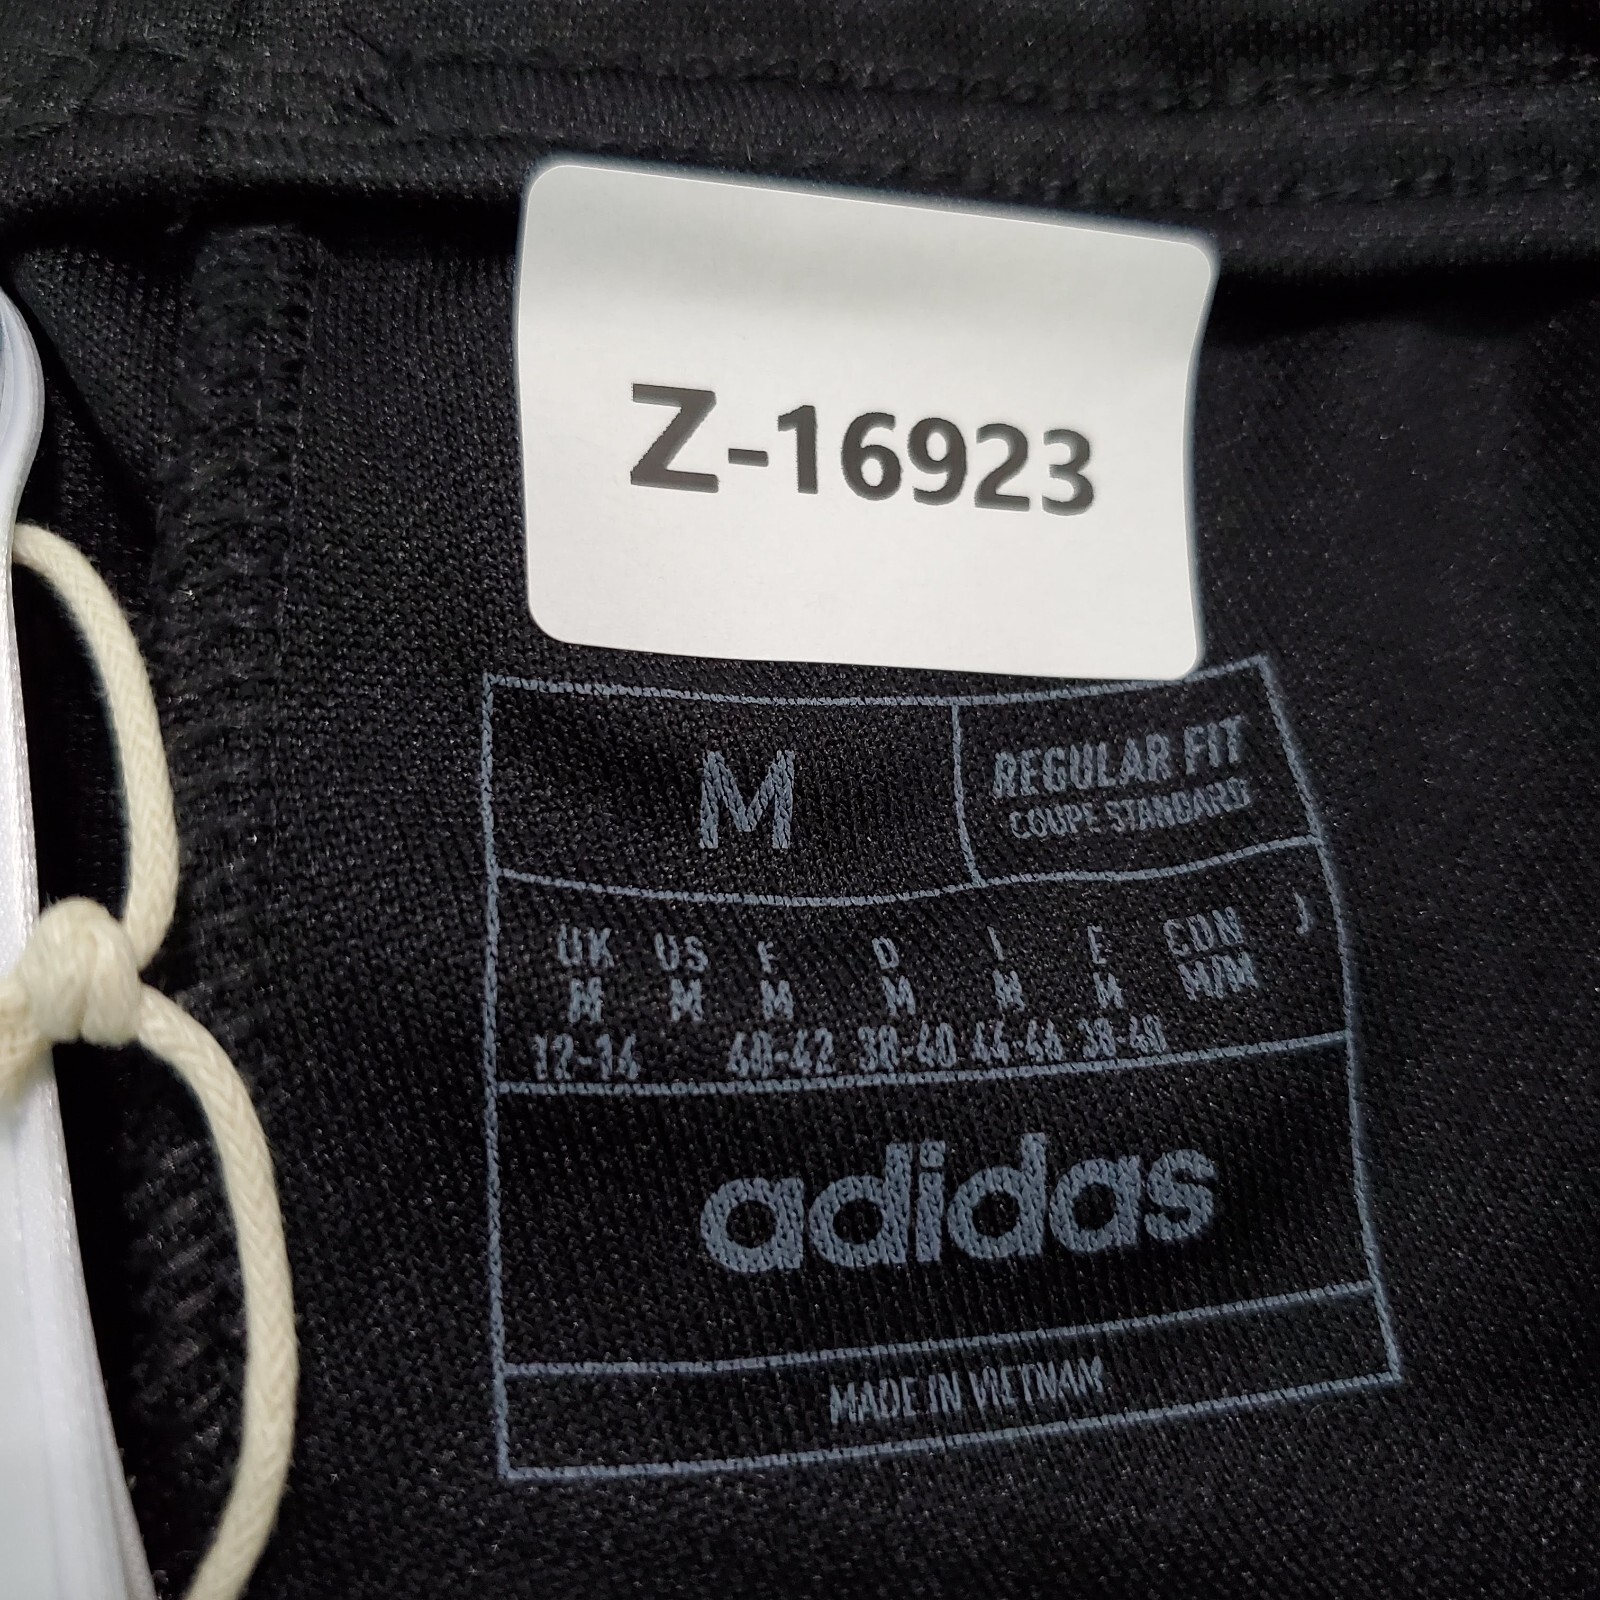 Z-16923
M
REGULAR FIT
COUPE STANDARD
UK US F D I E CDN J
M M M M M M M/M
12-14 40-42 38-40 44-46 38-40
adidas
MADE IN VIETNAM